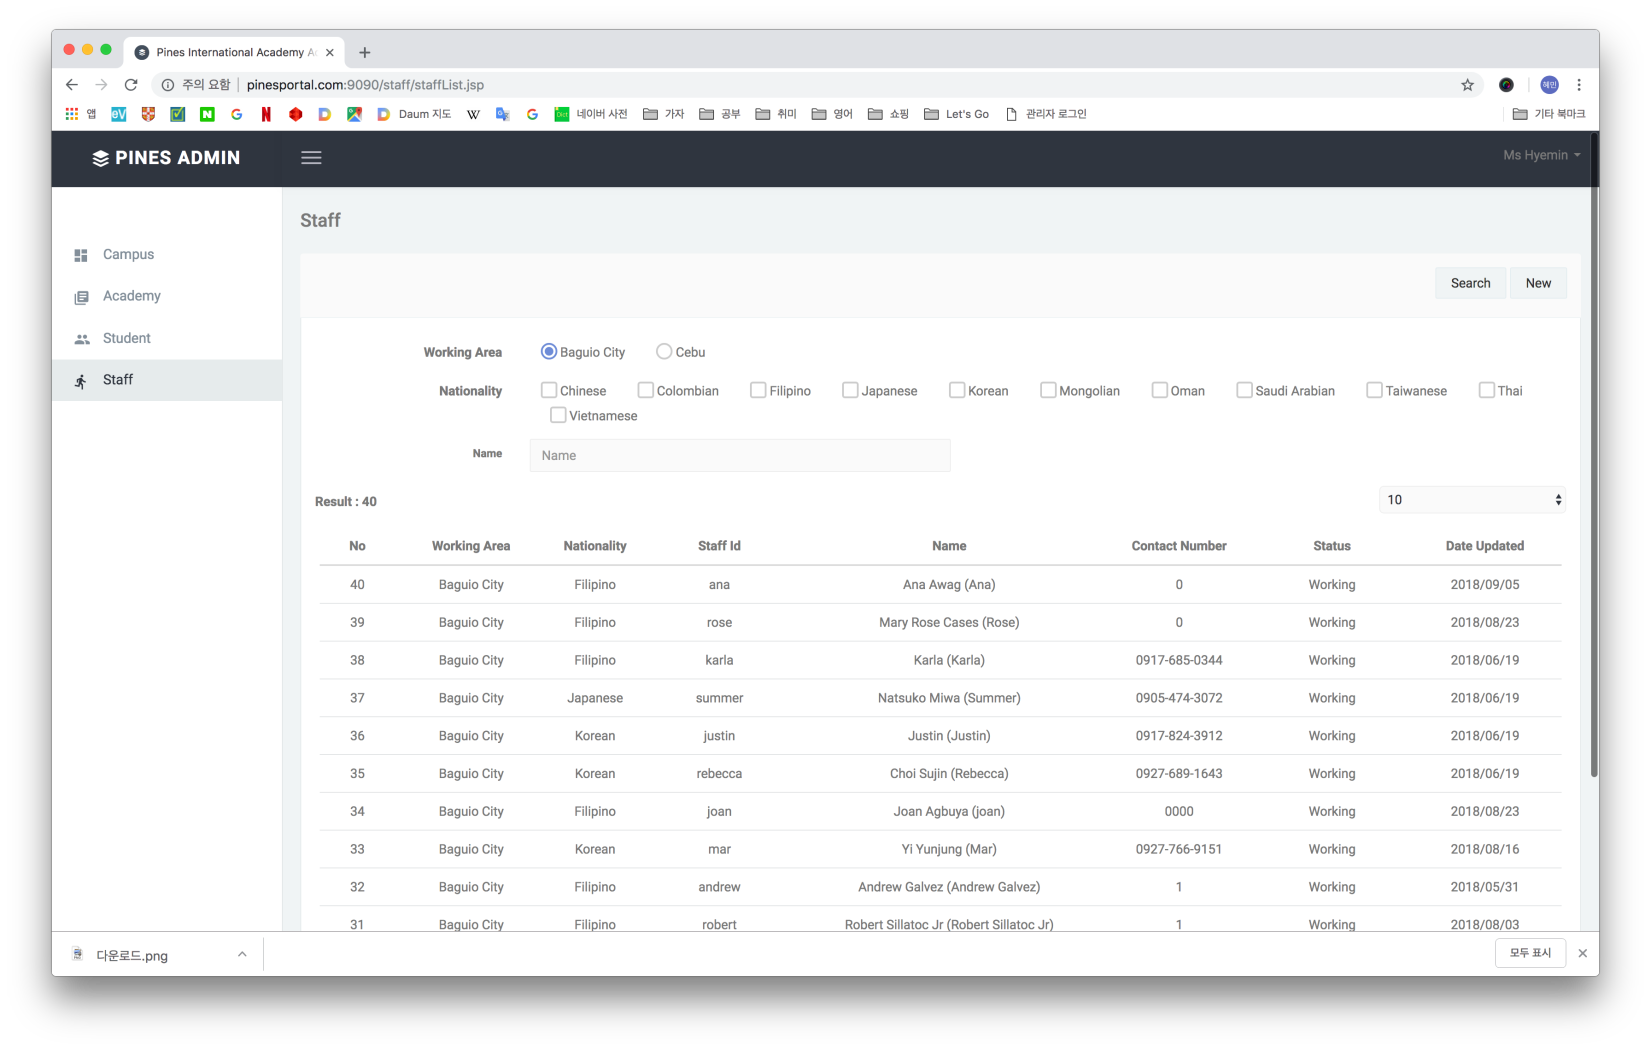 Pines International Academy A
주의 요함 pinesportal.com:9090/staff/staffList.jsp 혜민
앱 Daum 지도 네이버 사전 가자 공부 취미 영어 쇼핑 Let's Go 관리자 로그인 기타 북마크
PINES ADMIN Ms Hyemin
Staff
Campus
Academy
Student
Staff
Search New
Working Area Baguio City Cebu
Nationality Chinese Colombian Filipino Japanese Korean Mongolian Oman Saudi Arabian Taiwanese Thai
Vietnamese
Name Name
Result : 40 10
No Working Area Nationality Staff Id Name Contact Number Status Date Updated
40 Baguio City Filipino ana Ana Awag (Ana) 0 Working 2018/09/05
39 Baguio City Filipino rose Mary Rose Cases (Rose) 0 Working 2018/08/23
38 Baguio City Filipino karla Karla (Karla) 0917-685-0344 Working 2018/06/19
37 Baguio City Japanese summer Natsuko Miwa (Summer) 0905-474-3072 Working 2018/06/19
36 Baguio City Korean justin Justin (Justin) 0917-824-3912 Working 2018/06/19
35 Baguio City Korean rebecca Choi Sujin (Rebecca) 0927-689-1643 Working 2018/06/19
34 Baguio City Filipino joan Joan Agbuya (joan) 0000 Working 2018/08/23
33 Baguio City Korean mar Yi Yunjung (Mar) 0927-766-9151 Working 2018/08/16
32 Baguio City Filipino andrew Andrew Galvez (Andrew Galvez) 1 Working 2018/05/31
31 Baguio City Filipino robert Robert Sillatoc Jr (Robert Sillatoc Jr) 1 Working 2018/08/03
다운로드.png 모두 표시